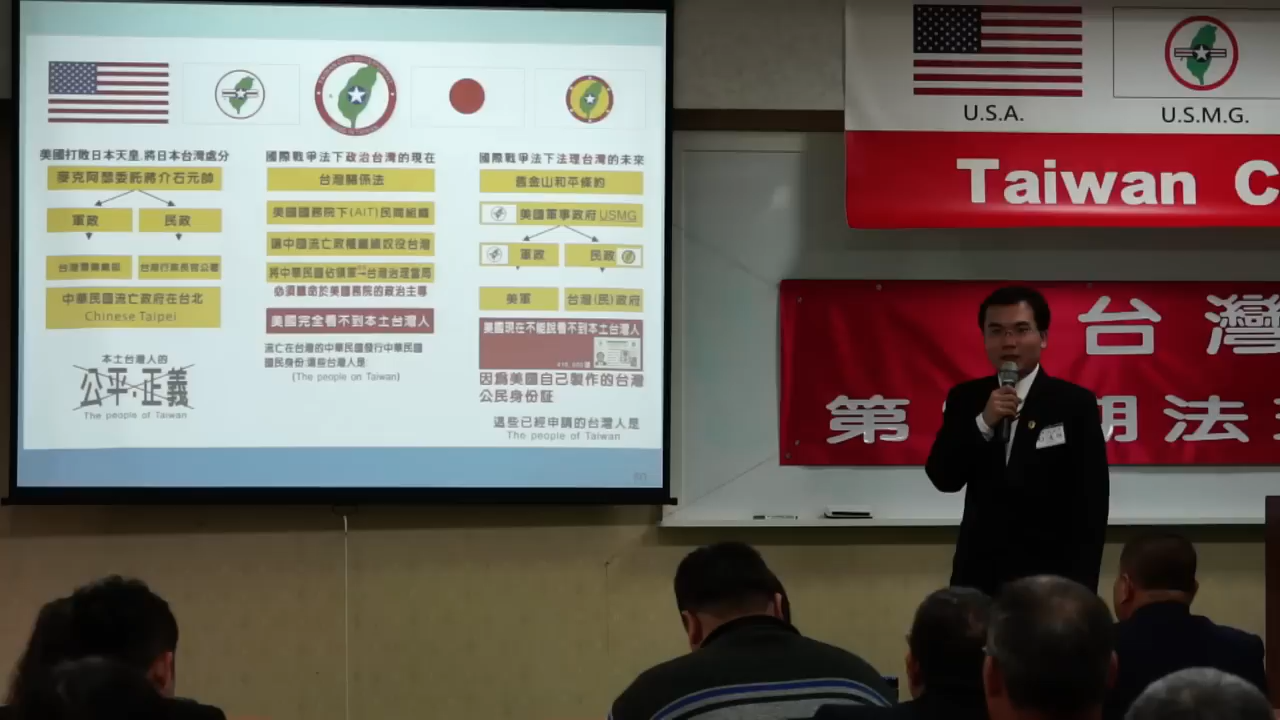 美國打敗日本天皇,將日本台灣處分
麥克阿瑟委託蔣介石元帥
軍政
民政
台灣行政長官公署
中華民國流亡政府在台北
Chinese Taipei
本土台灣人的
公平.正義
The people of Taiwan
國際戰爭法下政治台灣的現在
台灣關係法
美國國務院下(AIT)民間組織
讓中國流亡政權繼續奴役台灣
將中華民國佔領軍→台灣治理當局
必須聽命於美國務院的政治主導
美國完全看不到本土台灣人
流亡在台灣的中華民國發行中華民國
國民身份:這些台灣人是
(The people on Taiwan)
國際戰爭法下法理台灣的未來
舊金山和平條約
美國軍事政府 USMG
軍政
民政
美軍
台灣(民)政府
美國現在不能說看不到本土台灣人
因為美國自己製作的台灣
公民身份証
這些已經申請的台灣人是
The people of Taiwan
U.S.A.
U.S.M.G.
Taiwan C
台灣
第 期法